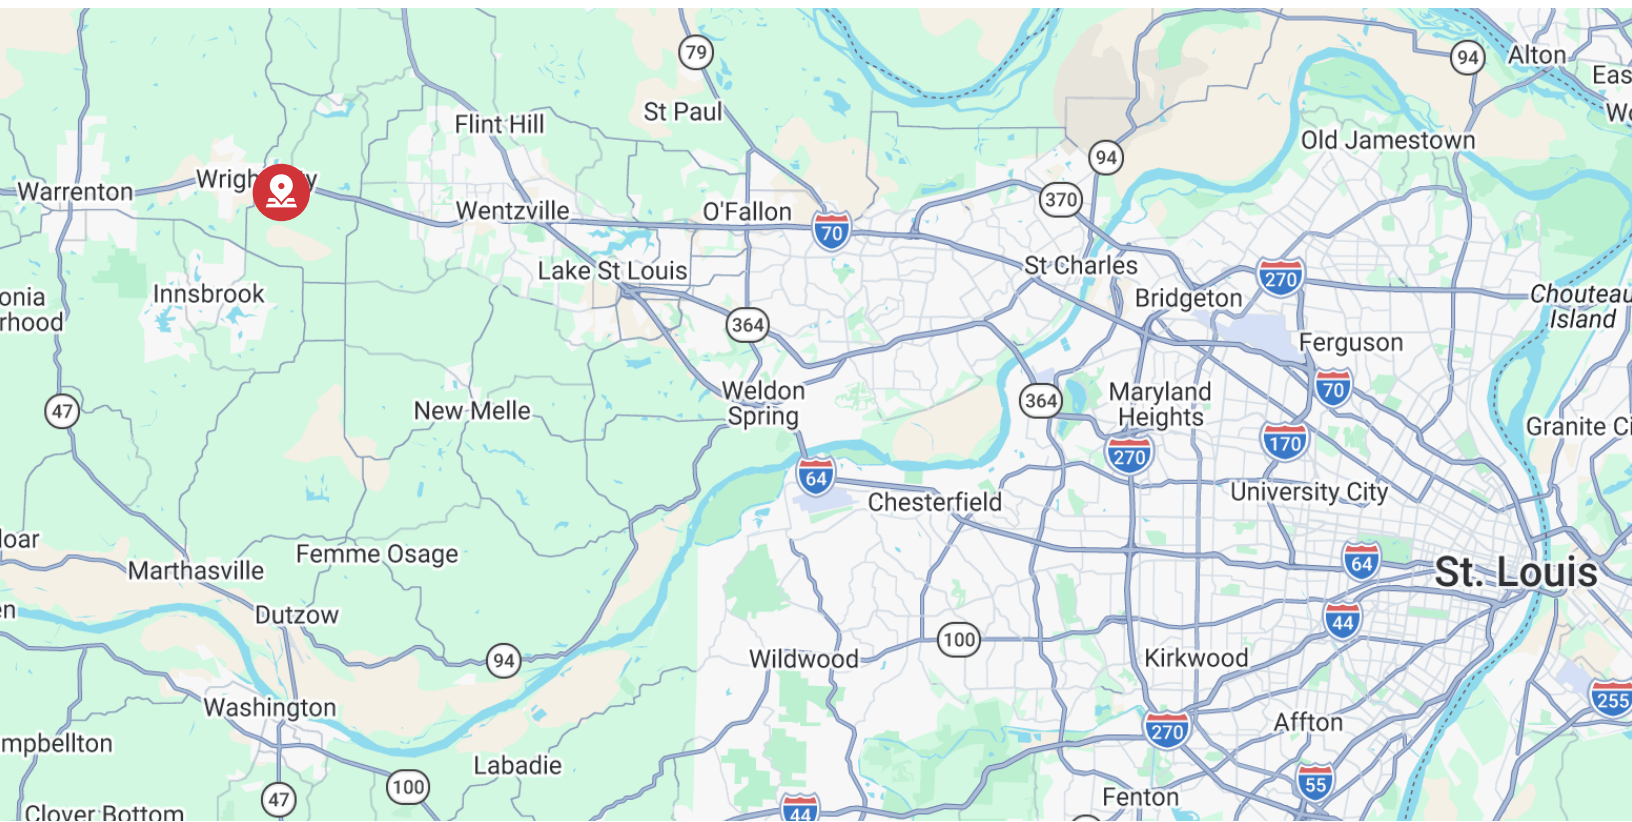 79
94
Alton
Flint Hill
St Paul
Old Jamestown
94
Warrenton
370
Wentzville
O'Fallon
70
Lake St Louis
St Charles
270
Innsbrook
Bridgeton
Chouteau
Island
364
Ferguson
70
47
New Melle
Weldon
Spring
364
Maryland
Heights
270
170
64
Chesterfield
University City
Femme Osage
Marthasville
64
St. Louis
Dutzow
44
94
Wildwood
100
Kirkwood
Washington
255
270
Affton
Labadie
100
47
55
Fenton
44
Clover Bottom